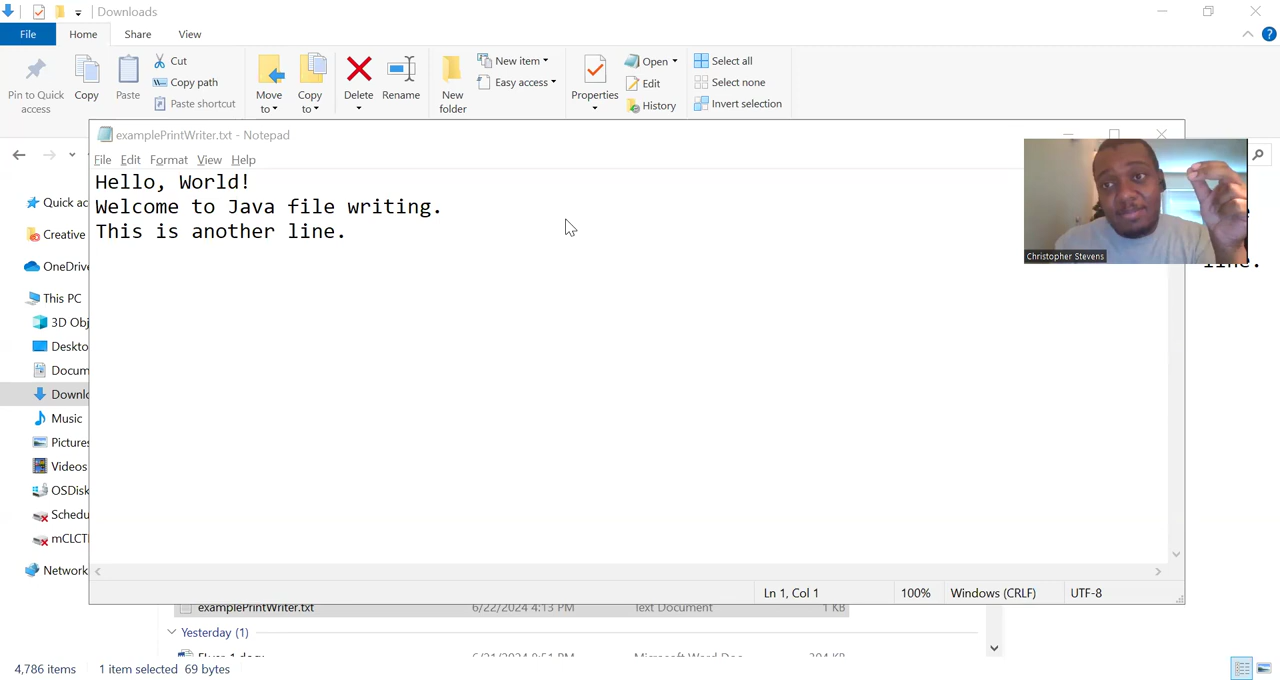 Downloads
File Home Share View
Pin to Quick access
Copy
Paste
Cut
Copy path
Paste shortcut
Move to
Copy to
Delete
Rename
New folder
New item
Easy access
Properties
Open
Edit
History
Select all
Select none
Invert selection
examplePrintWriter.txt - Notepad
File Edit Format View Help
Hello, World!
Welcome to Java file writing.
This is another line.
Christopher Stevens
line.
Quick ac
Creative
OneDrive
This PC
3D Obj
Deskto
Docum
Downlo
Music
Pictures
Videos
OSDisk
Schedu
mCLCT
Network
Ln 1, Col 1
100%
Windows (CRLF)
UTF-8
examplePrintWriter.txt 6/22/2024 4:13 PM Text Document 1 KB
Yesterday (1)
4,786 items 1 item selected 69 bytes